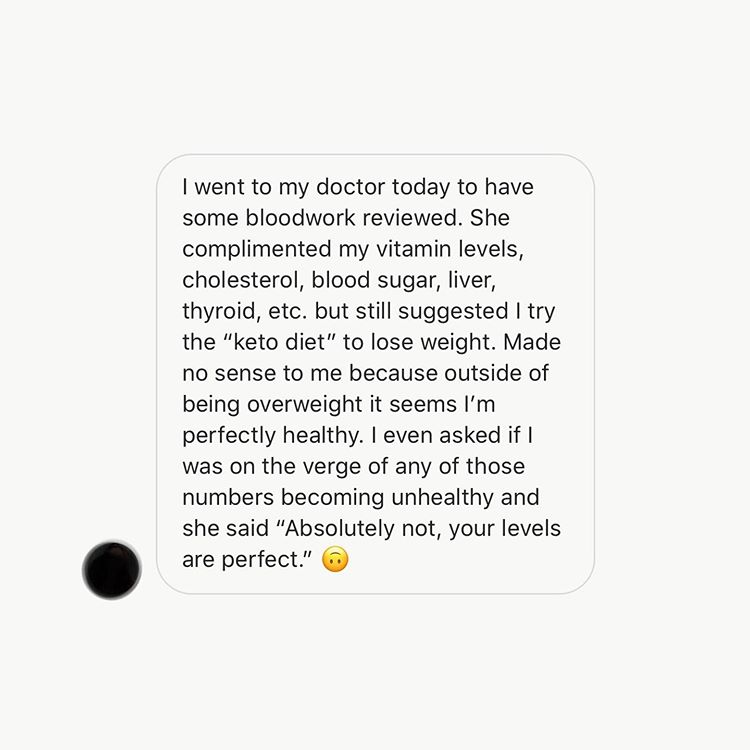 I went to my doctor today to have
some bloodwork reviewed. She
complimented my vitamin levels,
cholesterol, blood sugar, liver,
thyroid, etc. but still suggested I try
the “keto diet” to lose weight. Made
no sense to me because outside of
being overweight it seems I’m
perfectly healthy. I even asked if I
was on the verge of any of those
numbers becoming unhealthy and
she said “Absolutely not, your levels
are perfect.” 🙃